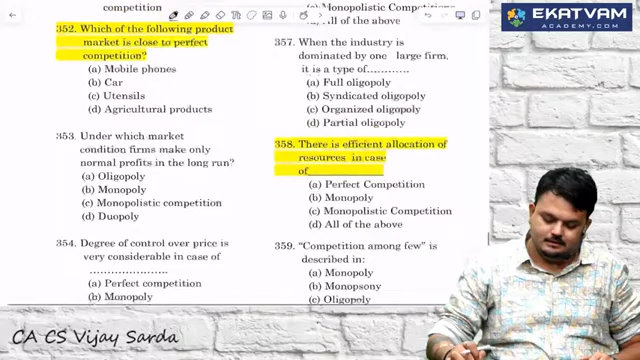 competition
352. Which of the following product
market is close to perfect
competition?
(a) Mobile phones
(b) Car
(c) Utensils
(d) Agricultural products
353. Under which market
condition firms make only
normal profits in the long run?
(a) Oligopoly
(b) Monopoly
(c) Monopolistic competition
(d) Duopoly
354. Degree of control over price is
very considerable in case of
.....................
(a) Perfect competition
(b) Monopoly
(c) Monopolistic Competitions
All of the above
357. When the industry is
dominated by one large firm,
it is a type of............
(a) Full oligopoly
(b) Syndicated oligopoly
(c) Organized oligopoly
(d) Partial oligopoly
358. There is efficient allocation of
resources in case
of____________
(a) Perfect Competition
(b) Monopoly
(c) Monopolistic Competition
(d) All of the above
359. “Competition among few” is
described in:
(a) Monopoly
(b) Monopsony
(c) Oligopoly
EKATVAM
ACADEMY.COM
CA CS Vijay Sarda